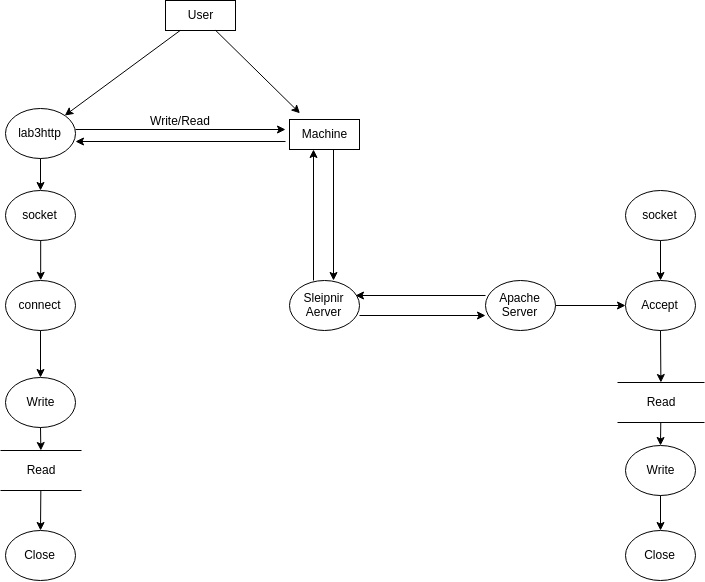 User
Write/Read
lab3http
Machine
socket
socket
connect
Sleipnir
Aerver
Apache
Server
Accept
Write
Read
Read
Write
Close
Close